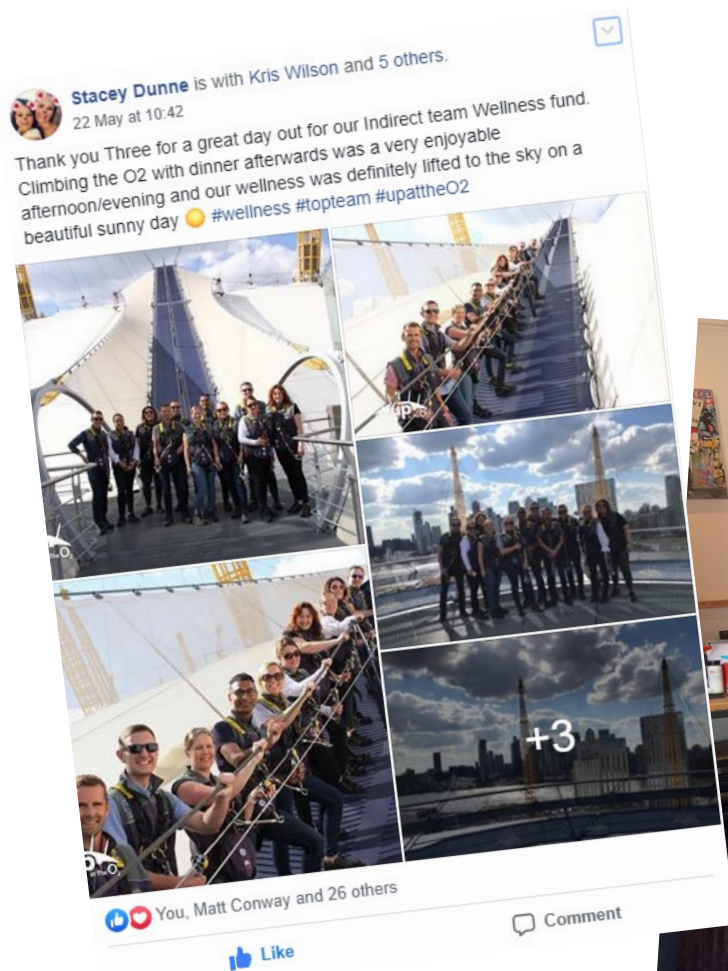 Stacey Dunne is with Kris Wilson and 5 others.
22 May at 10:42
Thank you Three for a great day out for our Indirect team Wellness fund.
Climbing the O2 with dinner afterwards was a very enjoyable
afternoon/evening and our wellness was definitely lifted to the sky on a
beautiful sunny day 🌞 #wellness #topteam #upattheO2
up
+3
You, Matt Conway and 26 others
Like
Comment